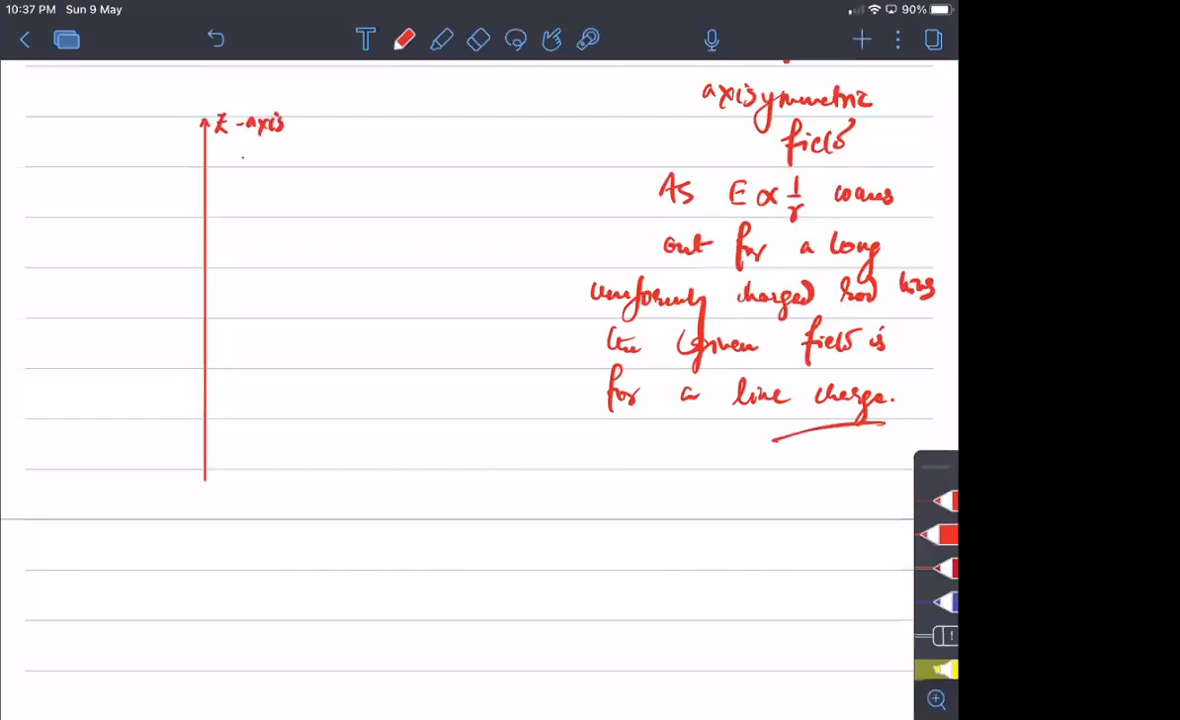 10:37 PM Sun 9 May
90%
T
Z-axis
axisymmetric
field
As E ∝ 1/r comes
out for a long
uniformly charged rod
the given field is
for a line charge.